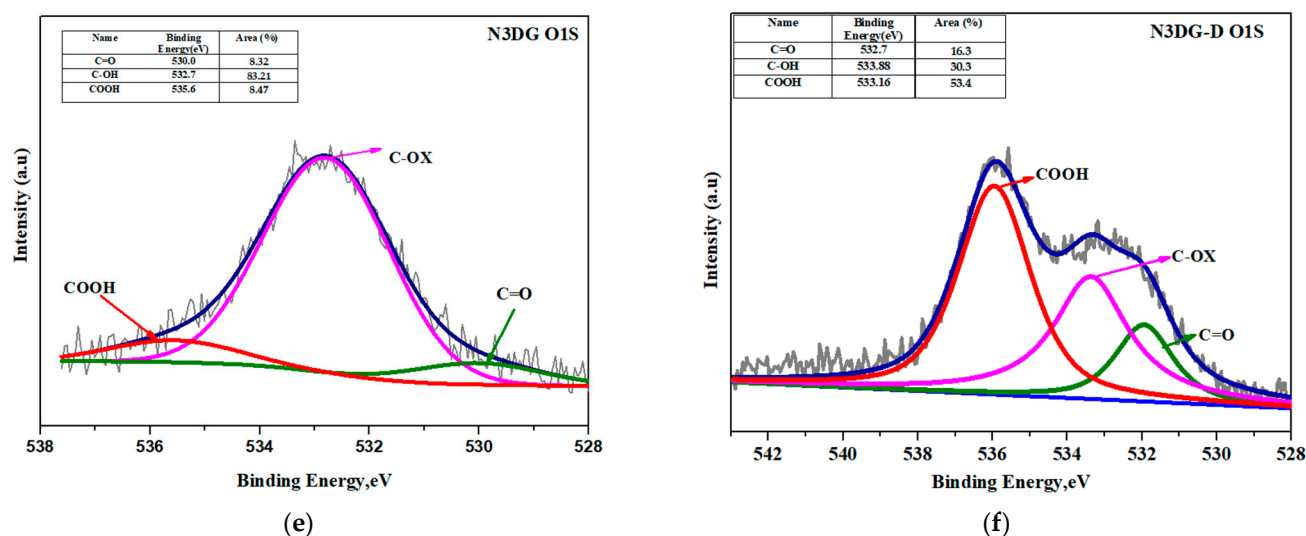 Name Binding Energy(eV) Area (%)
C=O 530.0 8.32
C-OH 532.7 83.21
COOH 535.6 8.47
N3DG O1S
C-OX
COOH
C=O
Intensity (a.u)
538 536 534 532 530 528
Binding Energy,eV
(e)
Name Binding Energy(eV) Area (%)
C=O 532.7 16.3
C-OH 533.88 30.3
COOH 533.16 53.4
N3DG-D O1S
COOH
C-OX
C=O
Intensity (a.u)
542 540 538 536 534 532 530 528
Binding Energy,eV
(f)